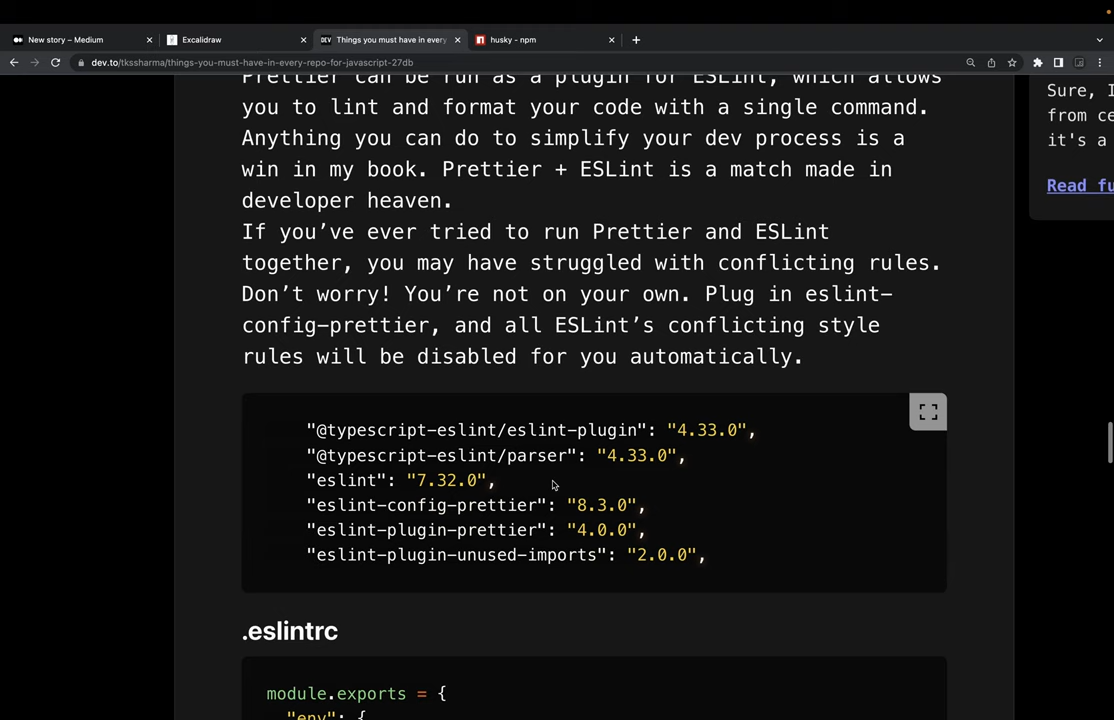 New story – Medium
Excalidraw
DEV Things you must have in every
husky - npm
dev.to/tkssharma/things-you-must-have-in-every-repo-for-javascript-27db
Prettier can be run as a plugin for ESLint, which allows
you to lint and format your code with a single command.
Anything you can do to simplify your dev process is a
win in my book. Prettier + ESLint is a match made in
developer heaven.
If you’ve ever tried to run Prettier and ESLint
together, you may have struggled with conflicting rules.
Don’t worry! You’re not on your own. Plug in eslint-
config-prettier, and all ESLint’s conflicting style
rules will be disabled for you automatically.
"@typescript-eslint/eslint-plugin": "4.33.0",
"@typescript-eslint/parser": "4.33.0",
"eslint": "7.32.0",
"eslint-config-prettier": "8.3.0",
"eslint-plugin-prettier": "4.0.0",
"eslint-plugin-unused-imports": "2.0.0",
.eslintrc
module.exports = {
"env": {
Sure, I
from ce
it's a
Read fu